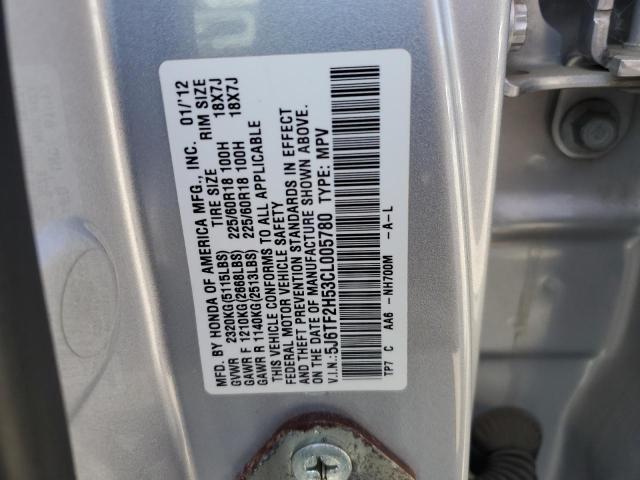 MFD. BY HONDA OF AMERICA MFG., INC. 01/'12
TIRE SIZE RIM SIZE
GVWR 2320KG(5115LBS)
GAWR F 1210KG(2668LBS) 225/60R18 100H 18X7J
GAWR R 1140KG(2513LBS) 225/60R18 100H 18X7J
THIS VEHICLE CONFORMS TO ALL APPLICABLE
FEDERAL MOTOR VEHICLE SAFETY
AND THEFT PREVENTION STANDARDS IN EFFECT
ON THE DATE OF MANUFACTURE SHOWN ABOVE.
V.I.N.:5J6TF2H53CL005780 TYPE: MPV
TP7 C AA6 -NH700M -A-L